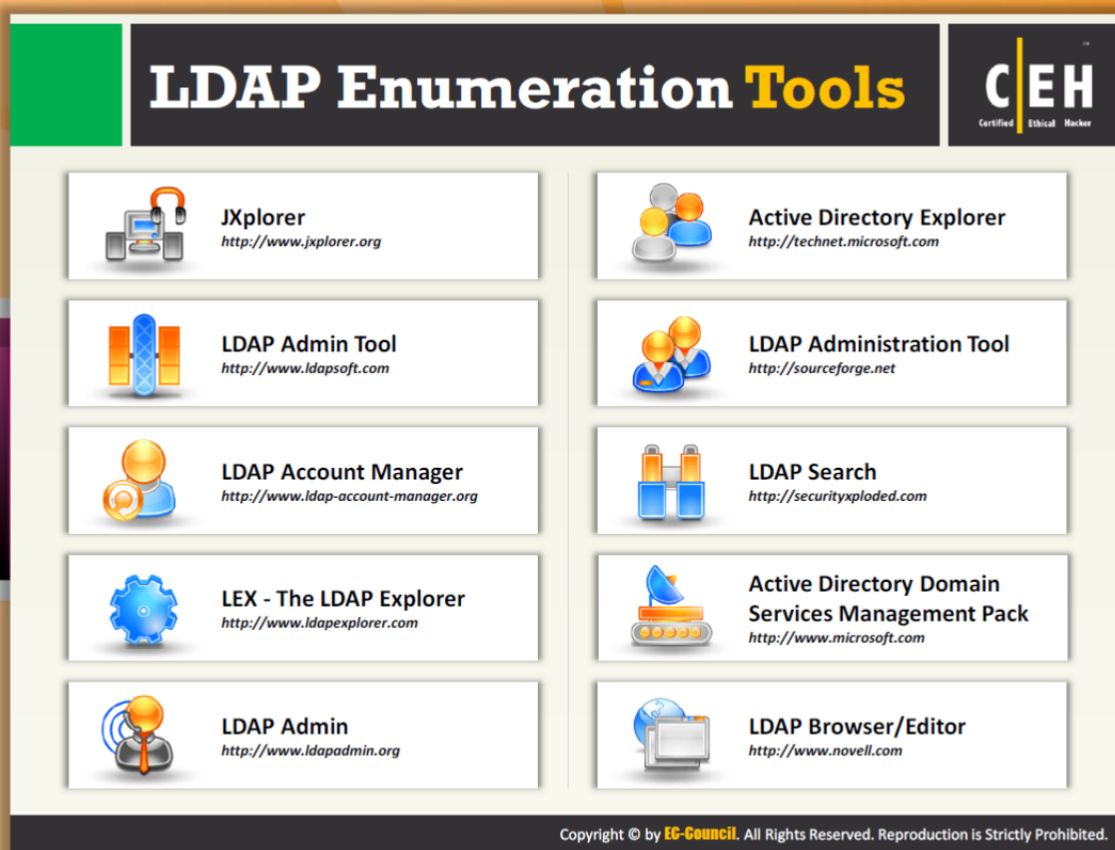 LDAP Enumeration Tools
™
C|EH
Certified Ethical Hacker
JXplorer
http://www.jxplorer.org
LDAP Admin Tool
http://www.ldapsoft.com
LDAP Account Manager
http://www.ldap-account-manager.org
LEX - The LDAP Explorer
http://www.ldapexplorer.com
LDAP Admin
http://www.ldapadmin.org
Active Directory Explorer
http://technet.microsoft.com
LDAP Administration Tool
http://sourceforge.net
LDAP Search
http://securityxploded.com
Active Directory Domain
Services Management Pack
http://www.microsoft.com
LDAP Browser/Editor
http://www.novell.com
Copyright © by EC-Council. All Rights Reserved. Reproduction is Strictly Prohibited.